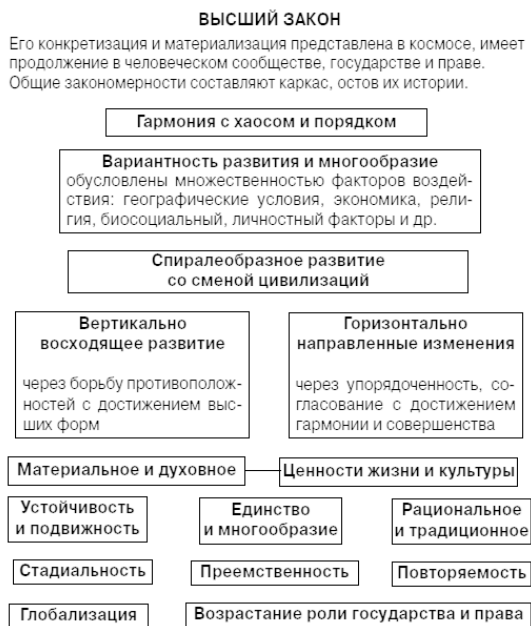 ВЫСШИЙ ЗАКОН
Его конкретизация и материализация представлена в космосе, имеет
продолжение в человеческом сообществе, государстве и праве.
Общие закономерности составляют каркас, остов их истории.
Гармония с хаосом и порядком
Вариантность развития и многообразие
обусловлены множественностью факторов воздей-
ствия: географические условия, экономика, рели-
гия, биосоциальный, личностный факторы и др.
Спиралеобразное развитие
со сменой цивилизаций
Вертикально
восходящее развитие
через борьбу противополож-
ностей с достижением выс-
ших форм
Горизонтально
направленные изменения
через упорядоченность, со-
гласование с достижением
гармонии и совершенства
Материальное и духовное
Ценности жизни и культуры
Устойчивость
и подвижность
Единство
и многообразие
Рациональное
и традиционное
Стадиальность
Преемственность
Повторяемость
Глобализация
Возрастание роли государства и права